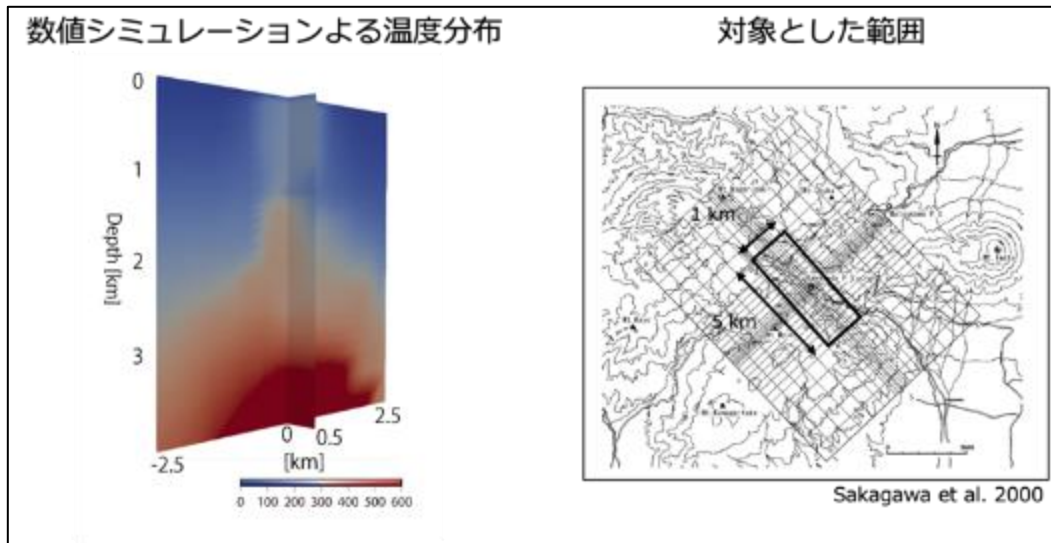 数値シミュレーションよる温度分布
対象とした範囲
0
1
2
3
Depth [km]
-2.5
0
0.5
2.5
[km]
0 100 200 300 400 500 600
N
1 km
5 km
0
Sakagawa et al. 2000